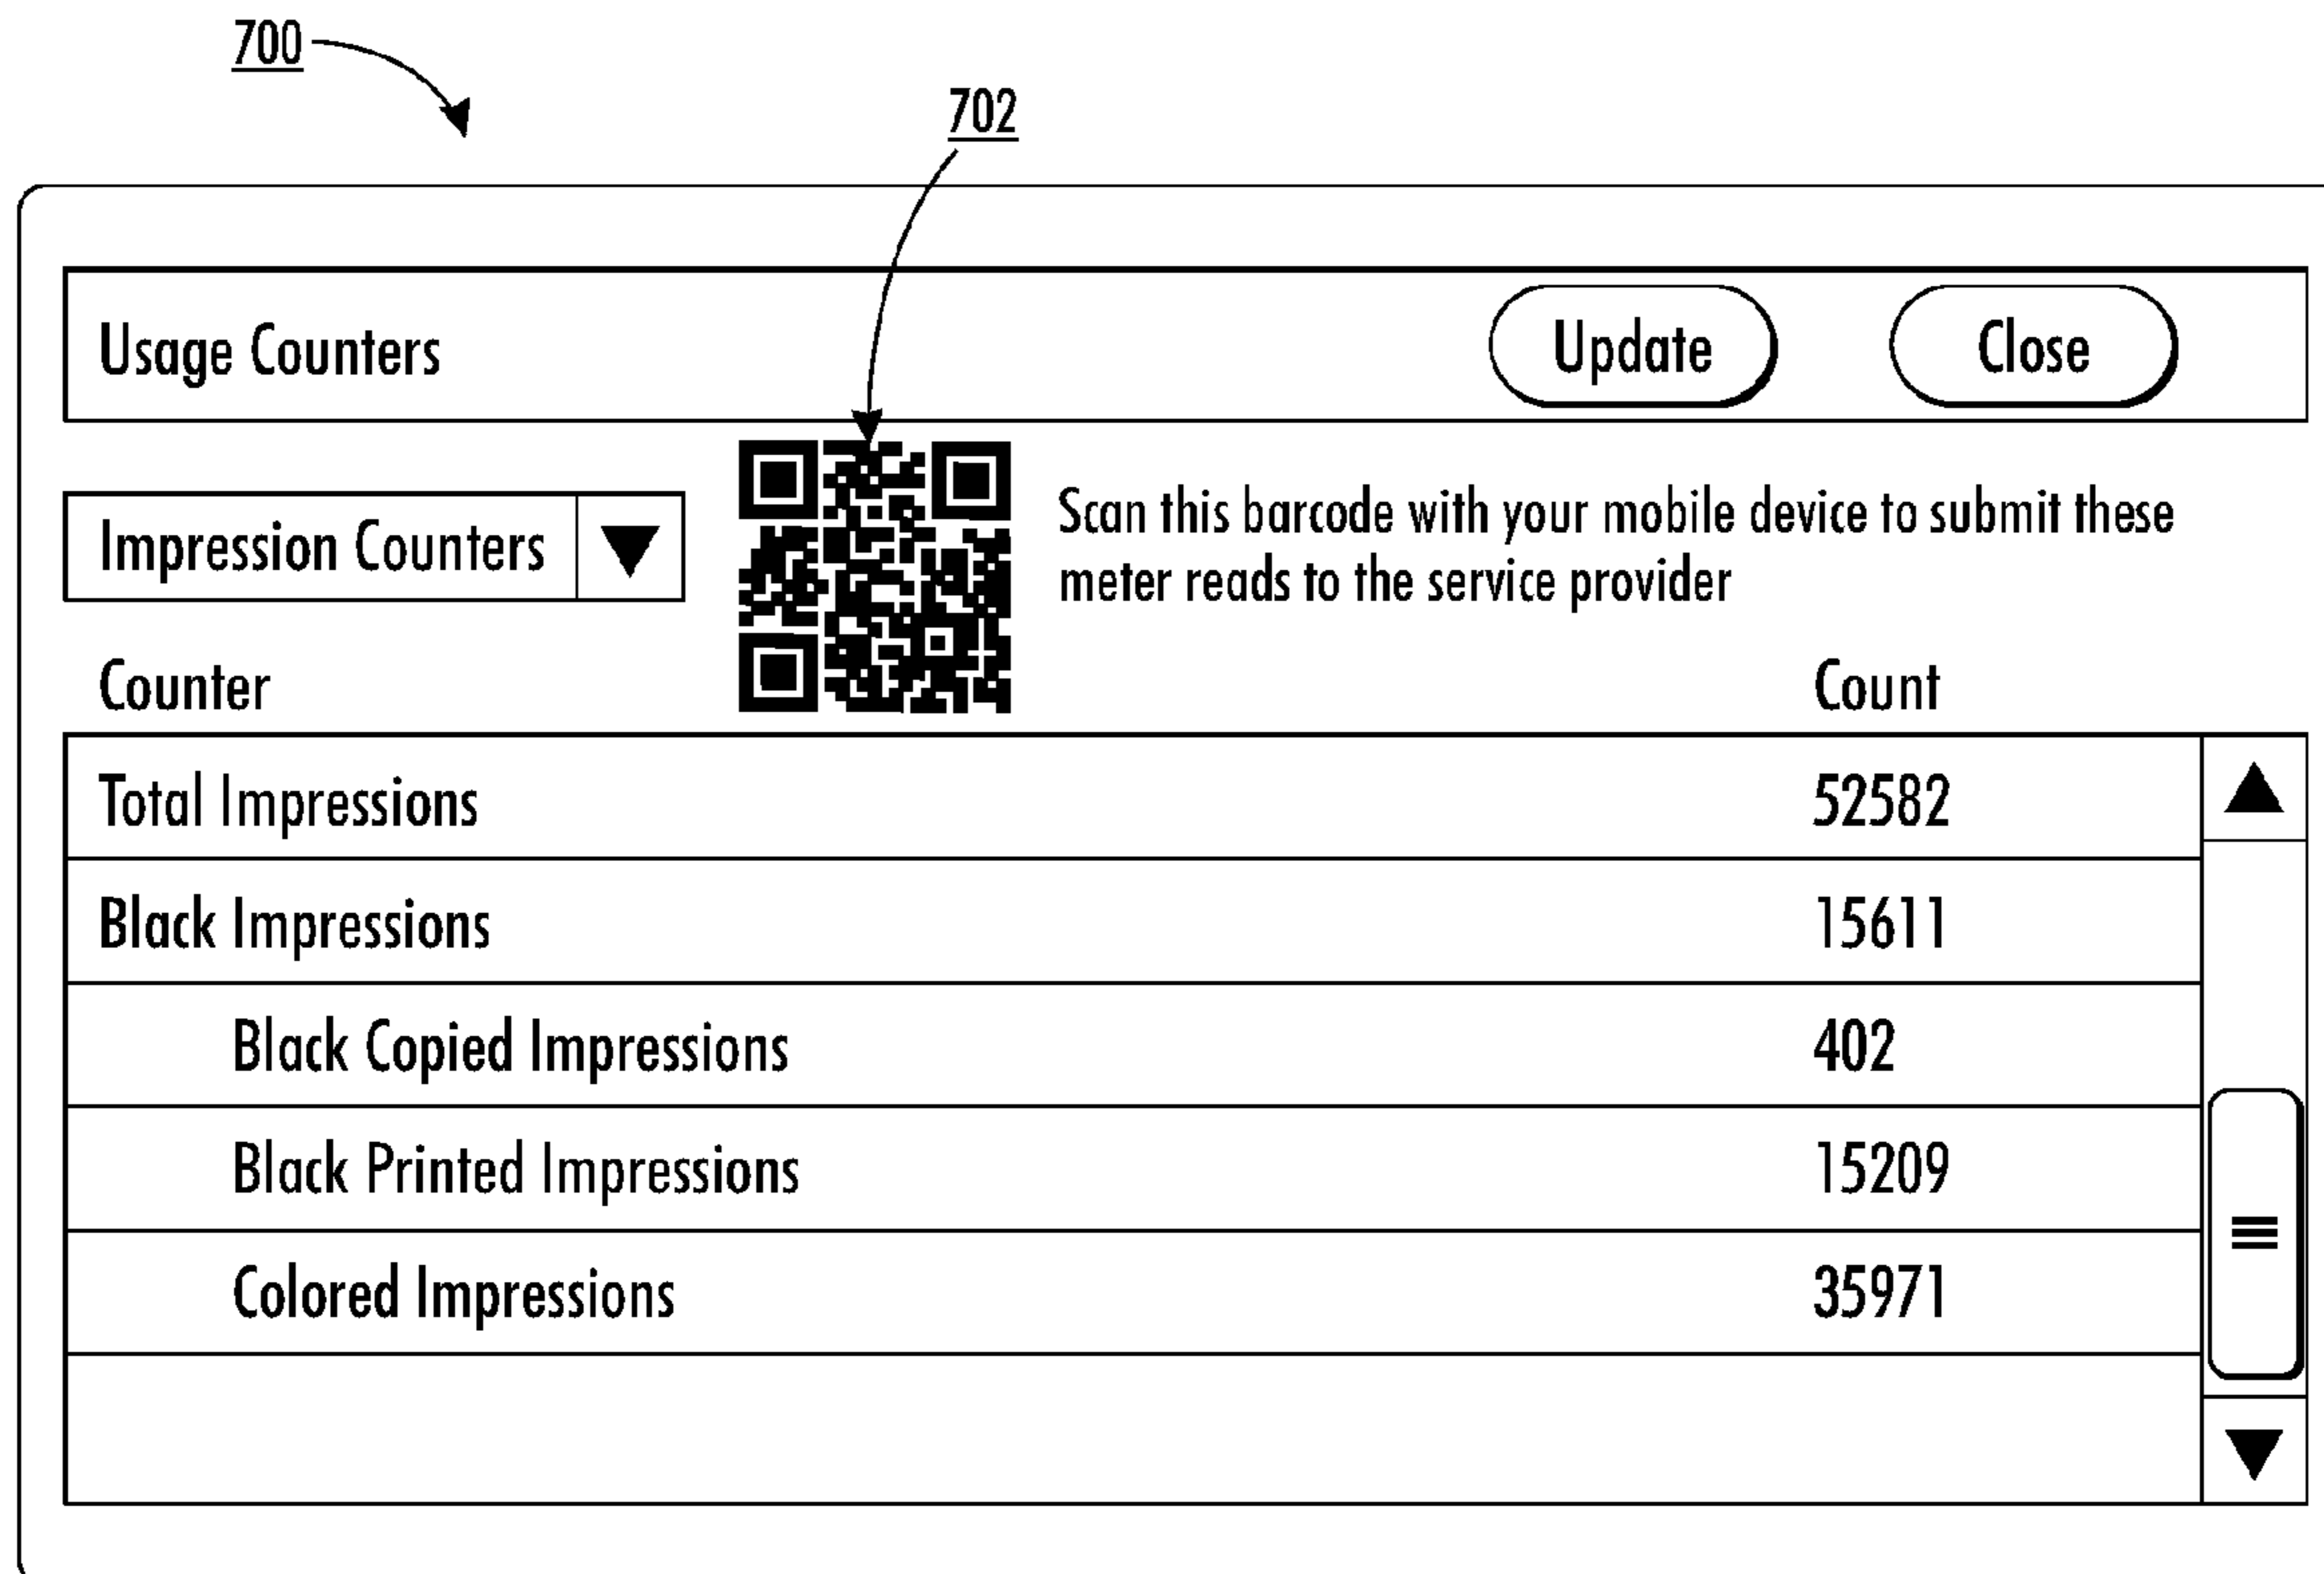 700
702
Usage Counters Update Close
Impression Counters
Scan this barcode with your mobile device to submit these
meter reads to the service provider
Counter Count
Total Impressions 52582
Black Impressions 15611
Black Copied Impressions 402
Black Printed Impressions 15209
Colored Impressions 35971